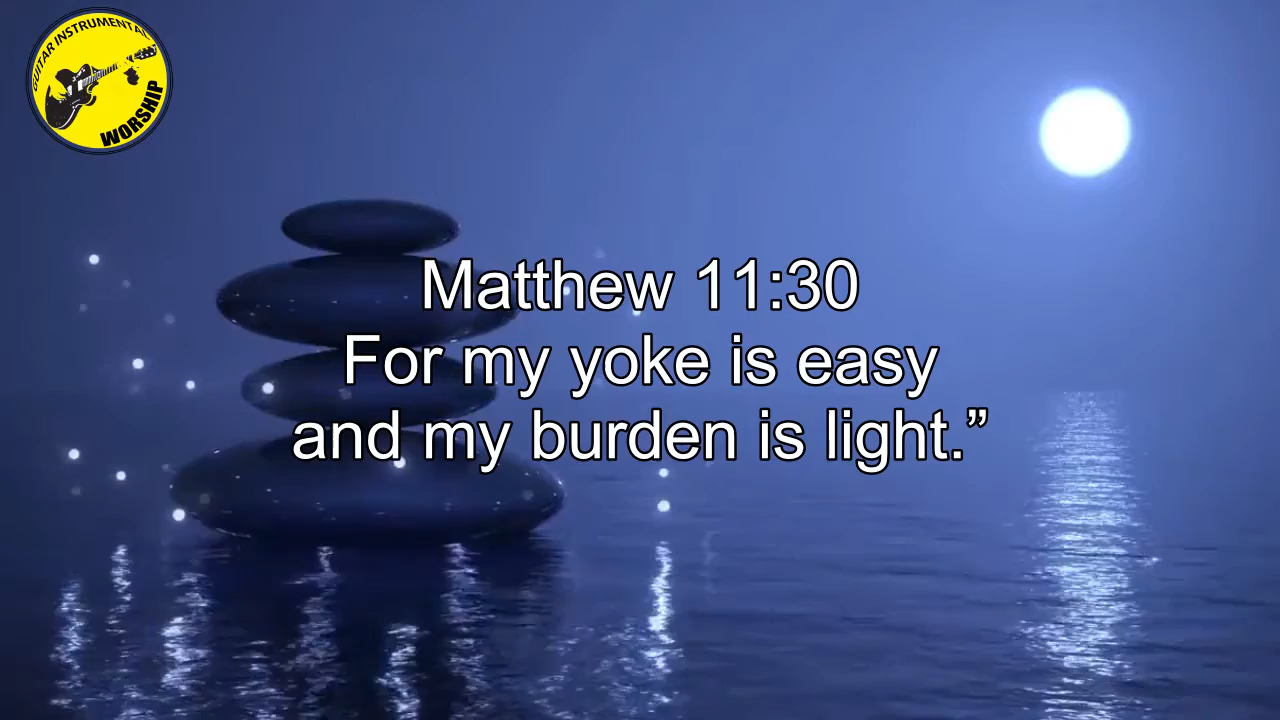 GUITAR INSTRUMENTAL
WORSHIP
Matthew 11:30
For my yoke is easy
and my burden is light.”